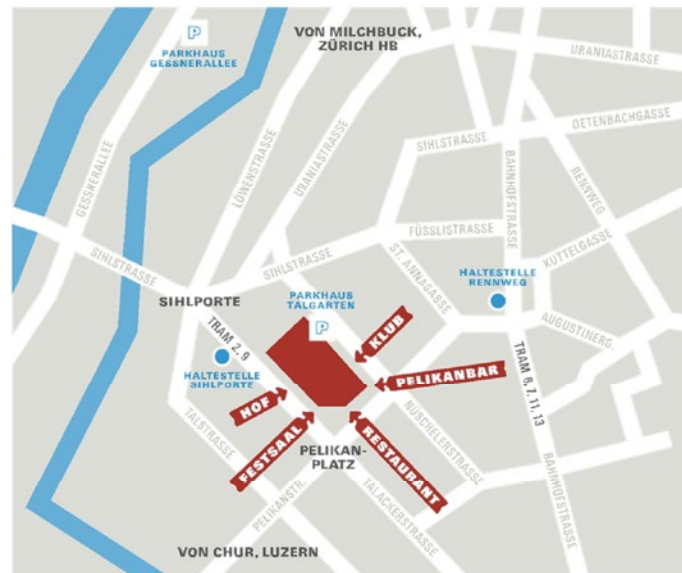 P
PARKHAUS
GESSNERALLEE
VON MILCHBUCK,
ZÜRICH HB
URANIASTRASSE
GESSNERALLEE
LÖWENSTRASSE
URANIASTRASSE
SIHLSTRASSE
OETENBACHGASSE
BAHNHOFSTRASSE
RENNWEG
SIHLSTRASSE
SIHLSTRASSE
FÜSSLISTRASSE
ST. ANNAGASSE
KUTTELGASSE
HALTESTELLE
RENNWEG
SIHLPORTE
PARKHAUS
TALGARTEN
P
TRAM 2, 9
KLUB
AUGUSTINERG.
HALTESTELLE
SIHLPORTE
PELIKANBAR
TRAM 6, 7, 11, 13
HOF
FESTSAAL
RESTAURANT
NÜSCHELERSTRASSE
TALSTRASSE
PELIKAN-
PLATZ
PELIKANSTR.
TALACKERSTRASSE
BAHNHOFSTRASSE
VON CHUR, LUZERN